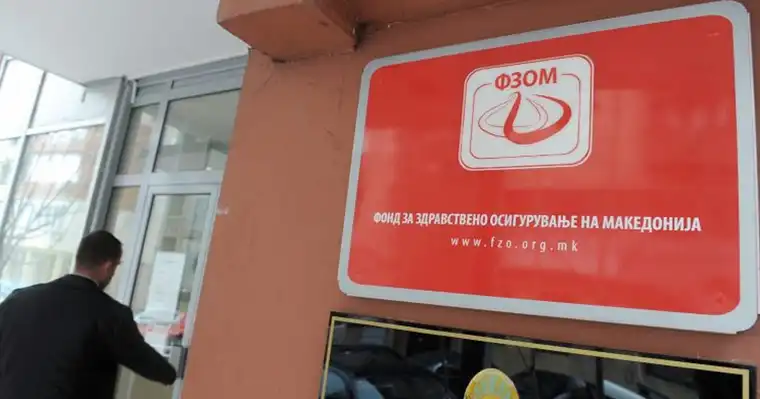 ФЗОМ
ФОНД ЗА ЗДРАВСТВЕНО ОСИГУРУВАЊЕ НА МАКЕДОНИЈА
www.fzo.org.mk